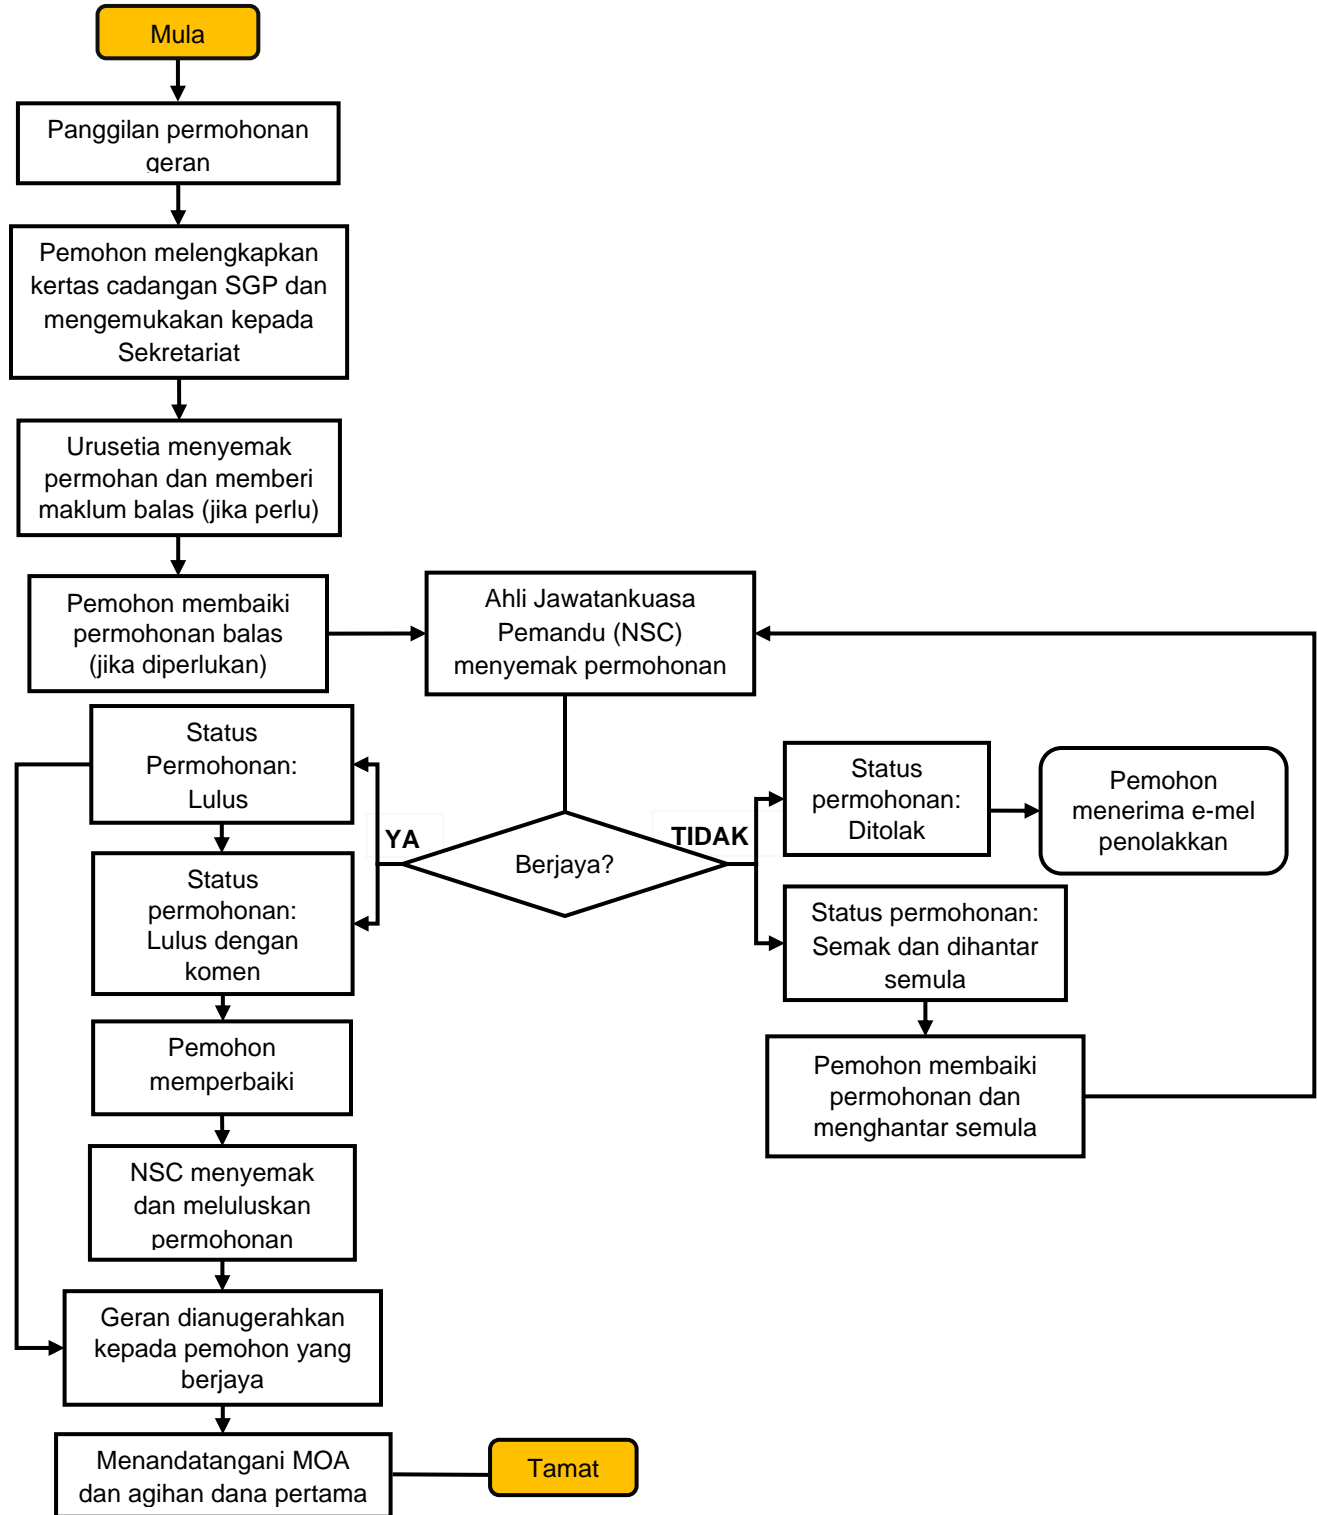 Mula
Panggilan permohonan
geran
Pemohon melengkapkan
kertas cadangan SGP dan
mengemukakan kepada
Sekretariat
Urusetia menyemak
permohan dan memberi
maklum balas (jika perlu)
Pemohon membaiki
permohonan balas
(jika diperlukan)
Ahli Jawatankuasa
Pemandu (NSC)
menyemak permohonan
Status
Permohonan:
Lulus
YA
Berjaya?
TIDAK
Status
permohonan:
Ditolak
Pemohon
menerima e-mel
penolakkan
Status
permohonan:
Lulus dengan
komen
Status permohonan:
Semak dan dihantar
semula
Pemohon
memperbaiki
Pemohon membaiki
permohonan dan
menghantar semula
NSC menyemak
dan meluluskan
permohonan
Geran dianugerahkan
kepada pemohon yang
berjaya
Menandatangani MOA
dan agihan dana pertama
Tamat